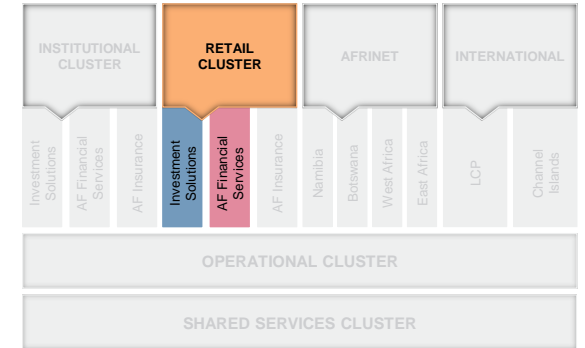 INSTITUTIONAL
CLUSTER
RETAIL
CLUSTER
AFRINET
INTERNATIONAL
Investment
Solutions
AF Financial
Services
AF Insurance
Investment
Solutions
AF Financial
Services
AF Insurance
Namibia
Botswana
West Africa
East Africa
LCP
Channel
Islands
OPERATIONAL CLUSTER
SHARED SERVICES CLUSTER